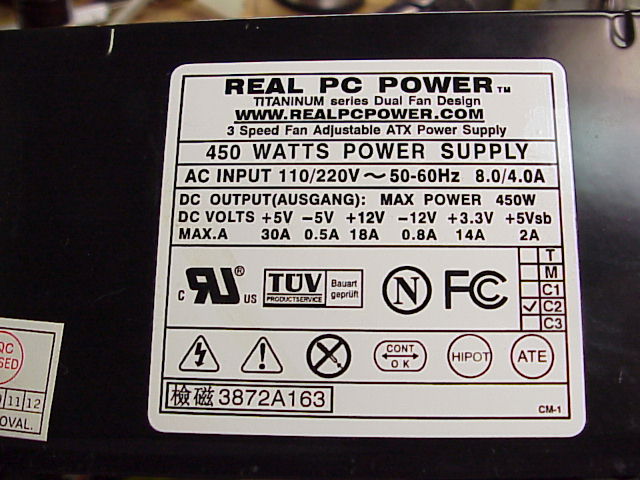 REAL PC POWER™
TITANINUM series Dual Fan Design
WWW.REALPCPOWER.COM
3 Speed Fan Adjustable ATX Power Supply
450 WATTS POWER SUPPLY
AC INPUT 110/220V ~ 50-60Hz 8.0/4.0A
DC OUTPUT(AUSGANG): MAX POWER 450W
DC VOLTS +5V -5V +12V -12V +3.3V +5Vsb
MAX.A 30A 0.5A 18A 0.8A 14A 2A
c RU® US
TÜV
PRODUCTSERVICE
Bauart
geprüft
N
FC
T
M
C1
✓ C2
C3
CONT
OK
HIPOT
ATE
檢磁 3872A163
CM-1
QC
11 12
OVAL.